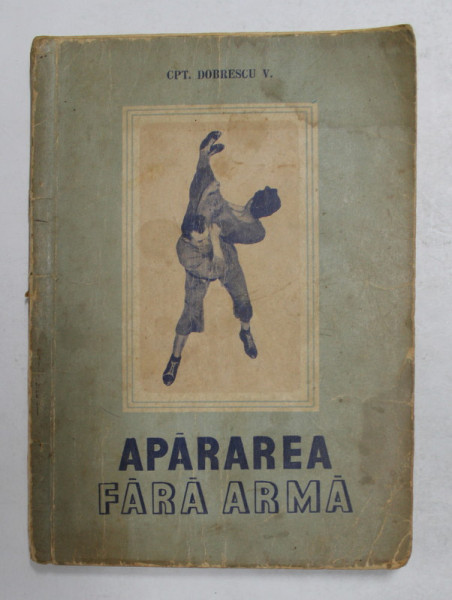 CPT. DOBRESCU V.
APĂRAREA
FĂRĂ ARMĂ